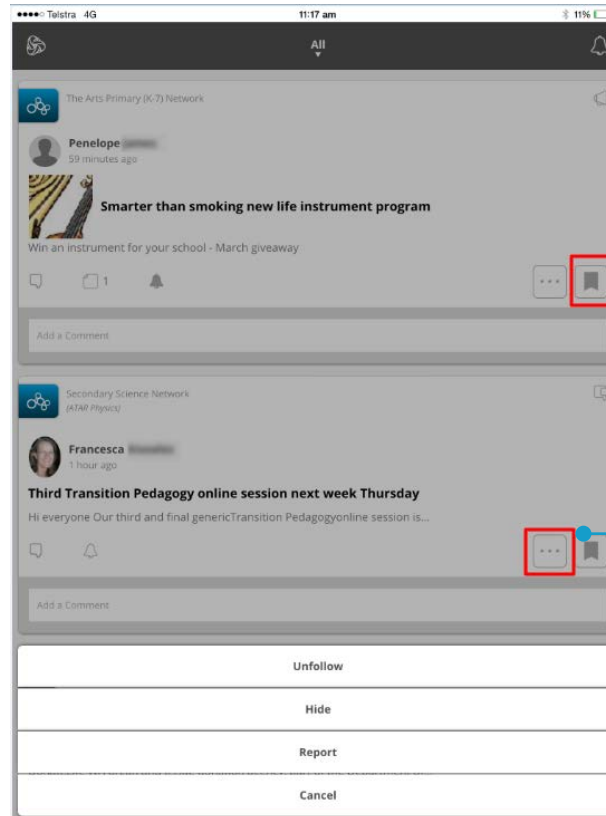 Telstra 4G 11:17 am 11%
All
The Arts Primary (K-7) Network
Penelope
59 minutes ago
Smarter than smoking new life instrument program
Win an instrument for your school - March giveaway
1
Add a Comment
Secondary Science Network
(ATAR Physics)
Francesca
1 hour ago
Third Transition Pedagogy online session next week Thursday
Hi everyone Our third and final genericTransition Pedagogyonline session is...
Add a Comment
Unfollow
Hide
Report
Cancel